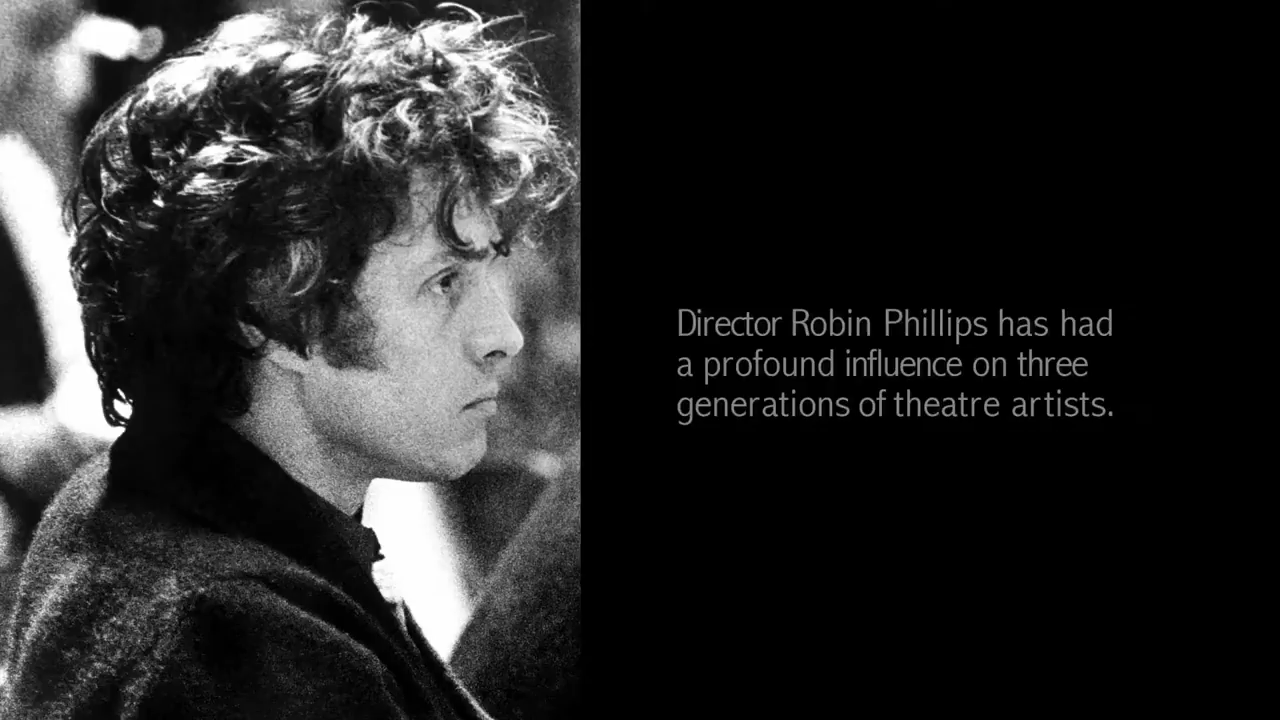 Director Robin Phillips has had
a profound influence on three
generations of theatre artists.